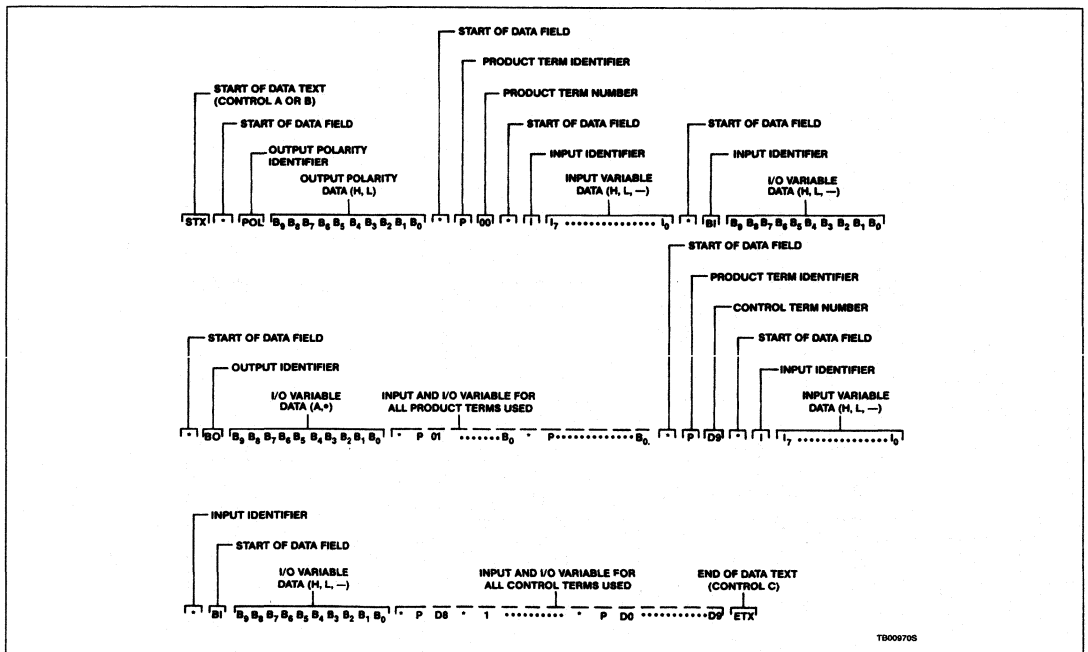 START OF DATA FIELD
PRODUCT TERM IDENTIFIER
START OF DATA TEXT
(CONTROL A OR B)
PRODUCT TERM NUMBER
START OF DATA FIELD
START OF DATA FIELD
START OF DATA FIELD
OUTPUT POLARITY
IDENTIFIER
INPUT IDENTIFIER
INPUT IDENTIFIER
OUTPUT POLARITY
DATA (H, L)
INPUT VARIABLE
DATA (H, L, —)
I/O VARIABLE
DATA (H, L, —)
STX * POL B9 B8 B7 B6 B5 B4 B3 B2 B1 B0 * P 00 * I I7 ................ I0 * BI B9 B8 B7 B6 B5 B4 B3 B2 B1 B0
START OF DATA FIELD
PRODUCT TERM IDENTIFIER
CONTROL TERM NUMBER
START OF DATA FIELD
START OF DATA FIELD
OUTPUT IDENTIFIER
INPUT IDENTIFIER
I/O VARIABLE
DATA (A,•)
INPUT AND I/O VARIABLE FOR
ALL PRODUCT TERMS USED
INPUT VARIABLE
DATA (H, L, —)
* BO B9 B8 B7 B6 B5 B4 B3 B2 B1 B0 * P 01 .......B0 * P..............B0. * P D9 * I I7 ................ I0
INPUT IDENTIFIER
START OF DATA FIELD
I/O VARIABLE
DATA (H, L, —)
INPUT AND I/O VARIABLE FOR
ALL CONTROL TERMS USED
END OF DATA TEXT
(CONTROL C)
* BI B9 B8 B7 B6 B5 B4 B3 B2 B1 B0 * P D8 * 1 .......... * P D0 ...........D9 ETX
TB00970S